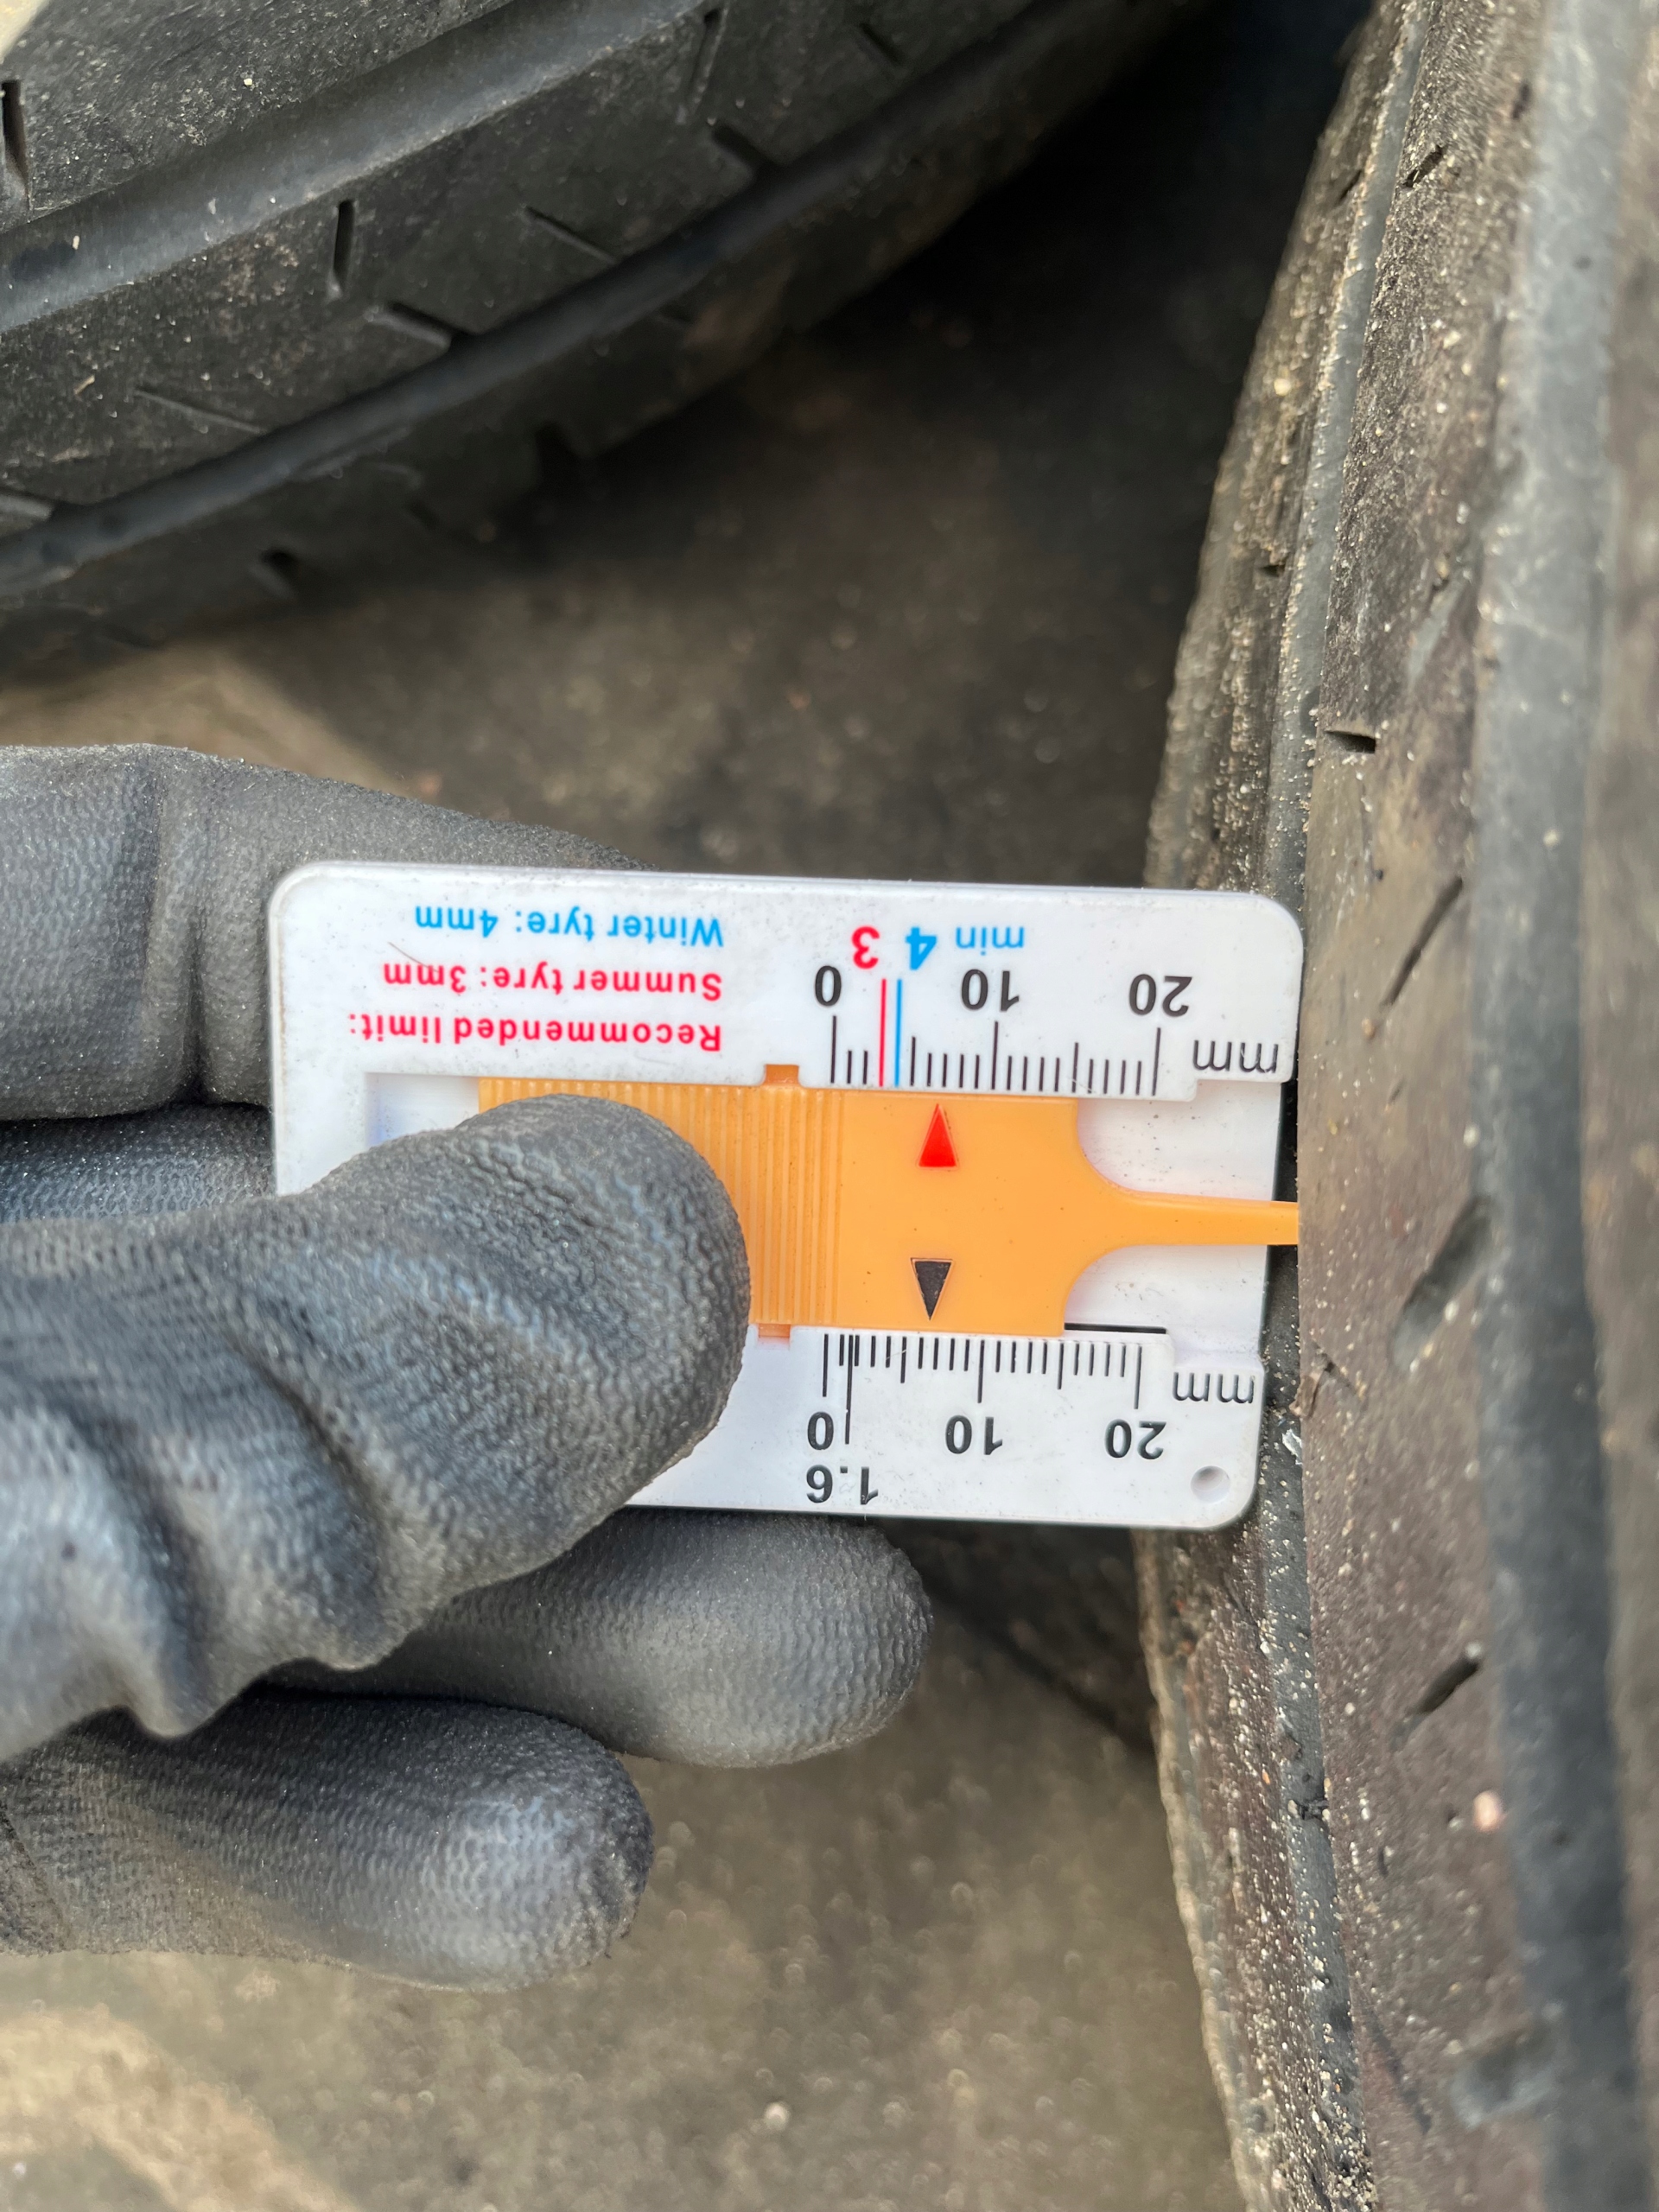 1.6
0 10 20
mm
mm
0 10 20
3 4 min
Recommended limit:
Summer tyre: 3mm
Winter tyre: 4mm